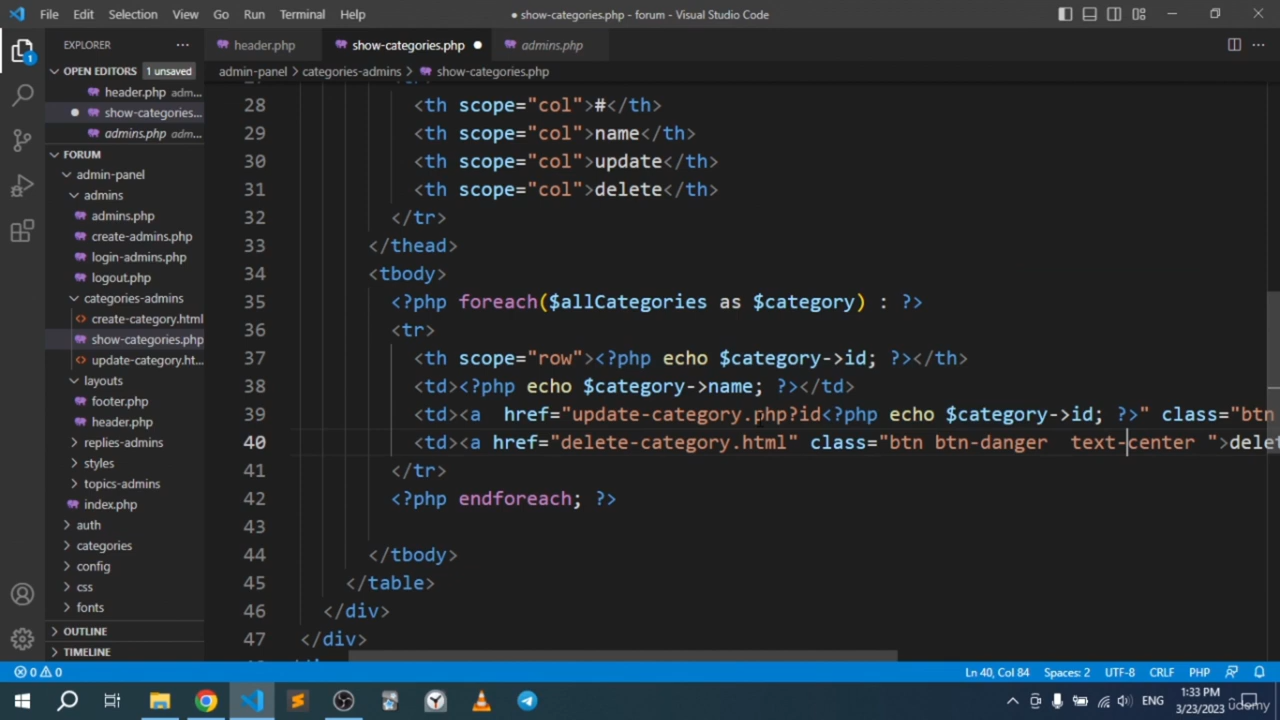 File Edit Selection View Go Run Terminal Help
● show-categories.php - forum - Visual Studio Code
EXPLORER
header.php
show-categories.php
admins.php
OPEN EDITORS 1 unsaved
admin-panel > categories-admins > show-categories.php
header.php adm...
show-categories...
admins.php adm...
FORUM
admin-panel
admins
admins.php
create-admins.php
login-admins.php
logout.php
categories-admins
create-category.html
show-categories.php
update-category.ht...
layouts
footer.php
header.php
replies-admins
styles
topics-admins
index.php
auth
categories
config
css
fonts
OUTLINE
TIMELINE
28 <th scope="col">#</th>
29 <th scope="col">name</th>
30 <th scope="col">update</th>
31 <th scope="col">delete</th>
32 </tr>
33 </thead>
34 <tbody>
35 <?php foreach($allCategories as $category) : ?>
36 <tr>
37 <th scope="row"><?php echo $category->id; ?></th>
38 <td><?php echo $category->name; ?></td>
39 <td><a  href="update-category.php?id<?php echo $category->id; ?>" class="btn
40 <td><a href="delete-category.html" class="btn btn-danger  text-center ">delet
41 </tr>
42 <?php endforeach; ?>
43
44 </tbody>
45 </table>
46 </div>
47 </div>
0 0
Ln 40, Col 84 Spaces: 2 UTF-8 CRLF PHP
ENG
1:33 PM
3/23/2023
udemy